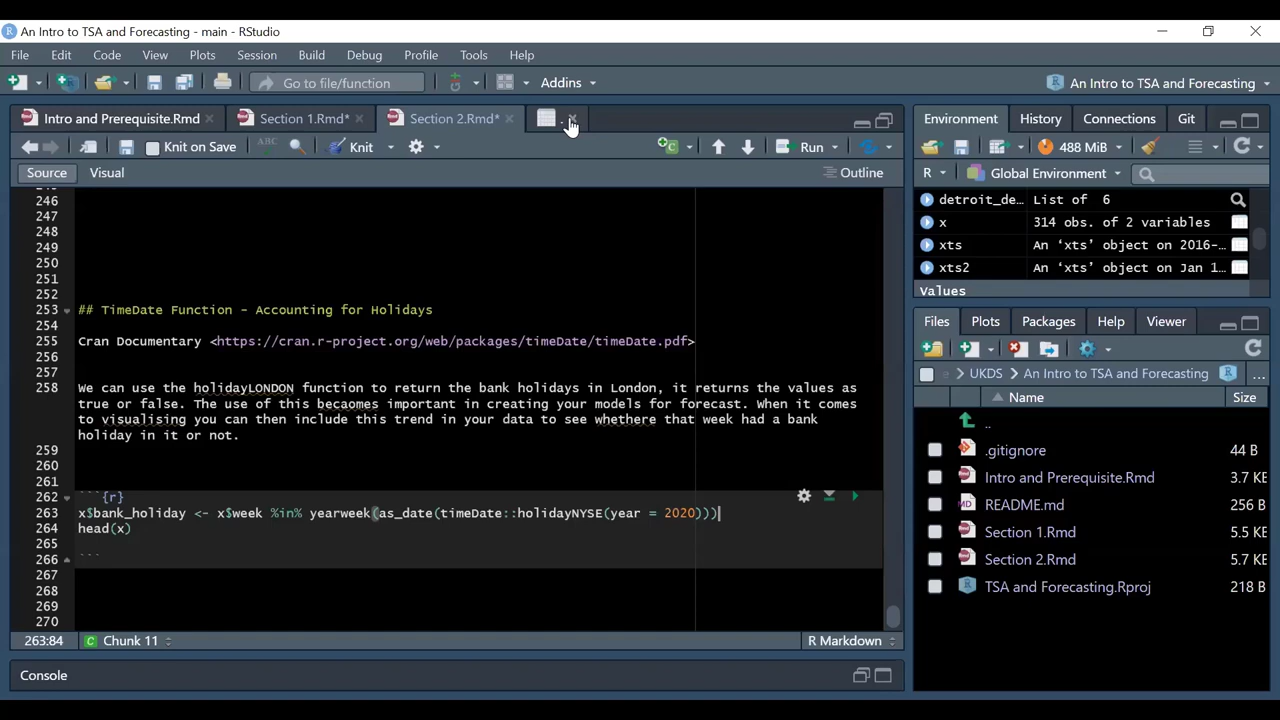 An Intro to TSA and Forecasting - main - RStudio
File Edit Code View Plots Session Build Debug Profile Tools Help
Go to file/function Addins An Intro to TSA and Forecasting
Intro and Prerequisite.Rmd Section 1.Rmd* Section 2.Rmd*
Knit on Save ABC Knit Run
Source Visual Outline
246
247
248
249
250
251
252
253 ## TimeDate Function - Accounting for Holidays
254
255 Cran Documentary <https://cran.r-project.org/web/packages/timeDate/timeDate.pdf>
256
257
258 We can use the holidayLONDON function to return the bank holidays in London, it returns the values as
true or false. The use of this becaomes important in creating your models for forecast. When it comes
to visualising you can then include this trend in your data to see whethere that week had a bank
holiday in it or not.
259
260
261
262 ```{r}
263 x$bank_holiday <- x$week %in% yearweek(as_date(timeDate::holidayNYSE(year = 2020)))
264 head(x)
265
266 ```
267
268
269
270
263:84 Chunk 11 R Markdown
Console
Environment History Connections Git
488 MiB
R Global Environment
detroit_de... List of 6
x 314 obs. of 2 variables
xts An ‘xts’ object on 2016-...
xts2 An ‘xts’ object on Jan 1...
Values
Files Plots Packages Help Viewer
UKDS > An Intro to TSA and Forecasting ...
Name Size
..
.gitignore 44 B
Intro and Prerequisite.Rmd 3.7 KE
README.md 256 B
Section 1.Rmd 5.5 KE
Section 2.Rmd 5.7 KE
TSA and Forecasting.Rproj 218 B